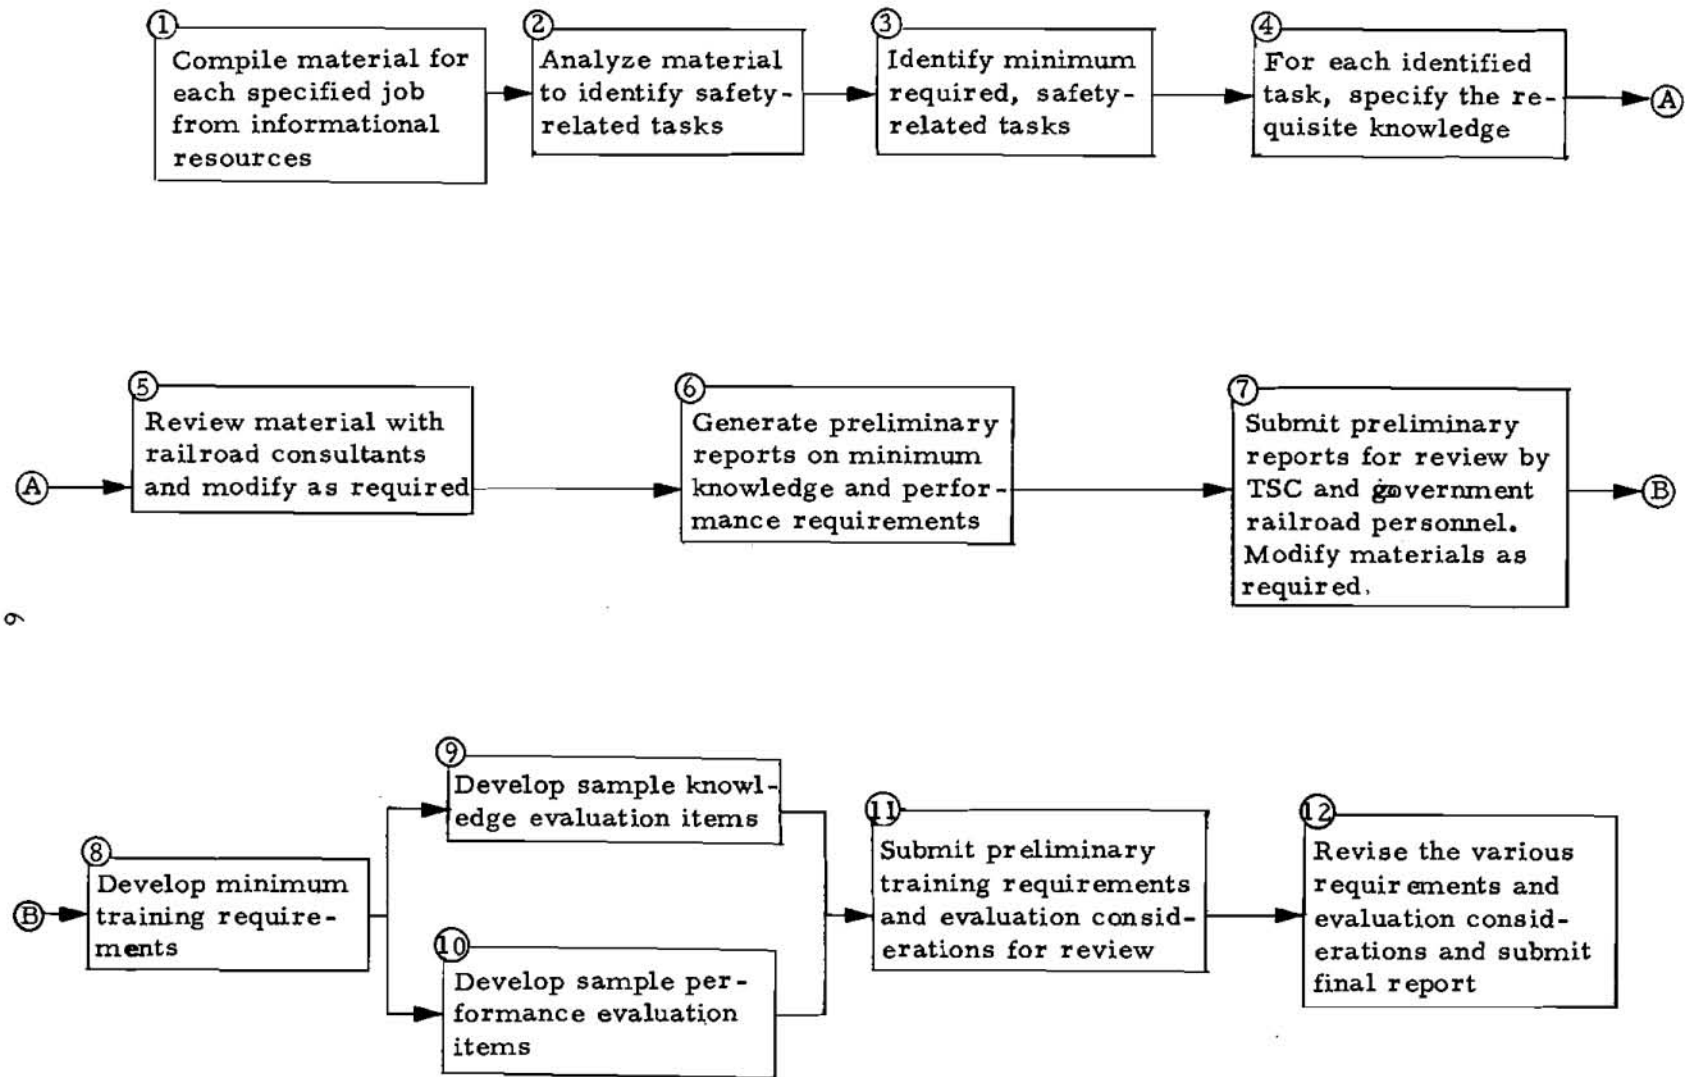 1
Compile material for
each specified job
from informational
resources
2
Analyze material
to identify safety-
related tasks
3
Identify minimum
required, safety-
related tasks
4
For each identified
task, specify the re-
quisite knowledge
A
A
5
Review material with
railroad consultants
and modify as required
6
Generate preliminary
reports on minimum
knowledge and perfor-
mance requirements
7
Submit preliminary
reports for review by
TSC and government
railroad personnel.
Modify materials as
required.
B
6
B
8
Develop minimum
training require-
ments
9
Develop sample knowl-
edge evaluation items
10
Develop sample per-
formance evaluation
items
11
Submit preliminary
training requirements
and evaluation consid-
erations for review
12
Revise the various
requirements and
evaluation consid-
erations and submit
final report